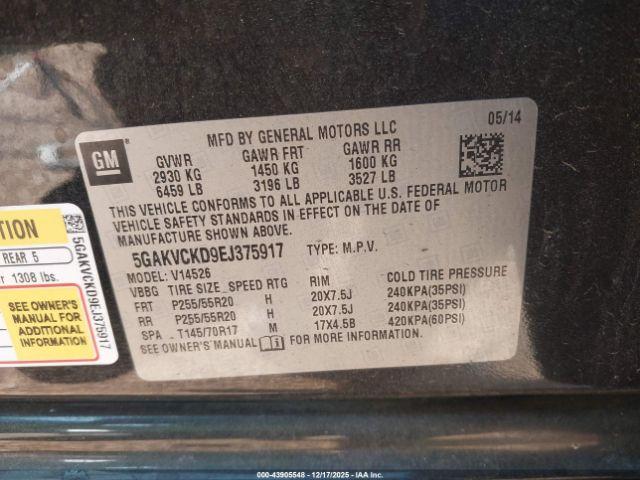 05/14
MFD BY GENERAL MOTORS LLC
GM
GVWR GAWR FRT GAWR RR
2930 KG 1450 KG 1600 KG
6459 LB 3196 LB 3527 LB
THIS VEHICLE CONFORMS TO ALL APPLICABLE U.S. FEDERAL MOTOR
VEHICLE SAFETY STANDARDS IN EFFECT ON THE DATE OF
MANUFACTURE SHOWN ABOVE.
5GAKVCKD9EJ375917 TYPE: M.P.V.
MODEL: V14526
VBBG TIRE SIZE SPEED RTG RIM COLD TIRE PRESSURE
FRT P255/55R20 H 20X7.5J 240KPA(35PSI)
RR P255/55R20 H 20X7.5J 240KPA(35PSI)
SPA T145/70R17 M 17X4.5B 420KPA(60PSI)
SEE OWNER'S MANUAL FOR MORE INFORMATION.
TION
REAR 5
r 1308 lbs.
SEE OWNER'S
MANUAL FOR
ADDITIONAL
INFORMATION
5GAKVCKD9EJ375917
000-43905548 - 12/17/2025 - IAA Inc.